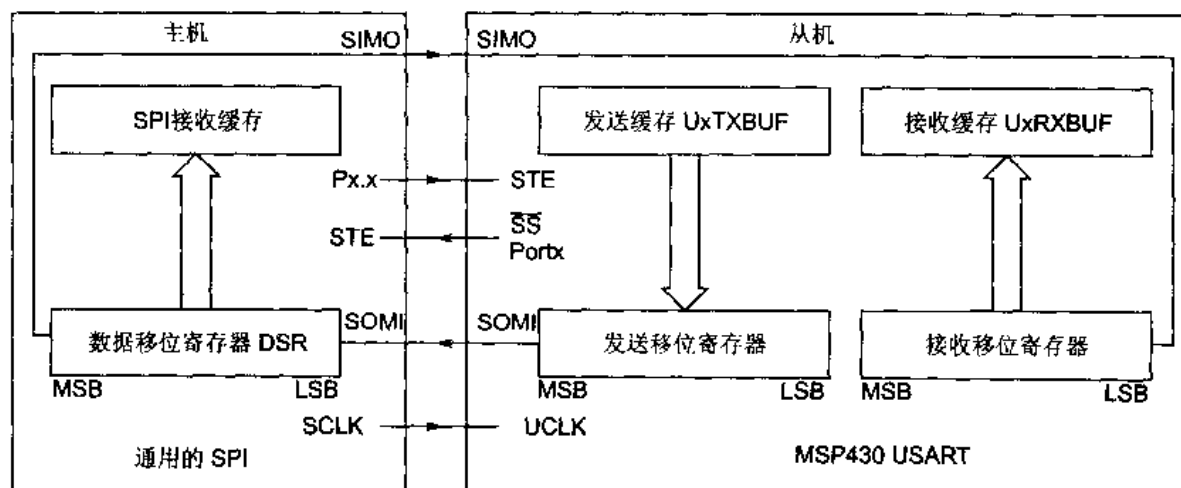 主机
从机
SIMO
SIMO
SPI接收缓存
发送缓存 UxTXBUF
接收缓存 UxRXBUF
Px.x
STE
STE
SS
Portx
SOMI
SOMI
数据移位寄存器 DSR
发送移位寄存器
接收移位寄存器
MSB
LSB
MSB
LSB
MSB
LSB
SCLK
UCLK
通用的 SPI
MSP430 USART